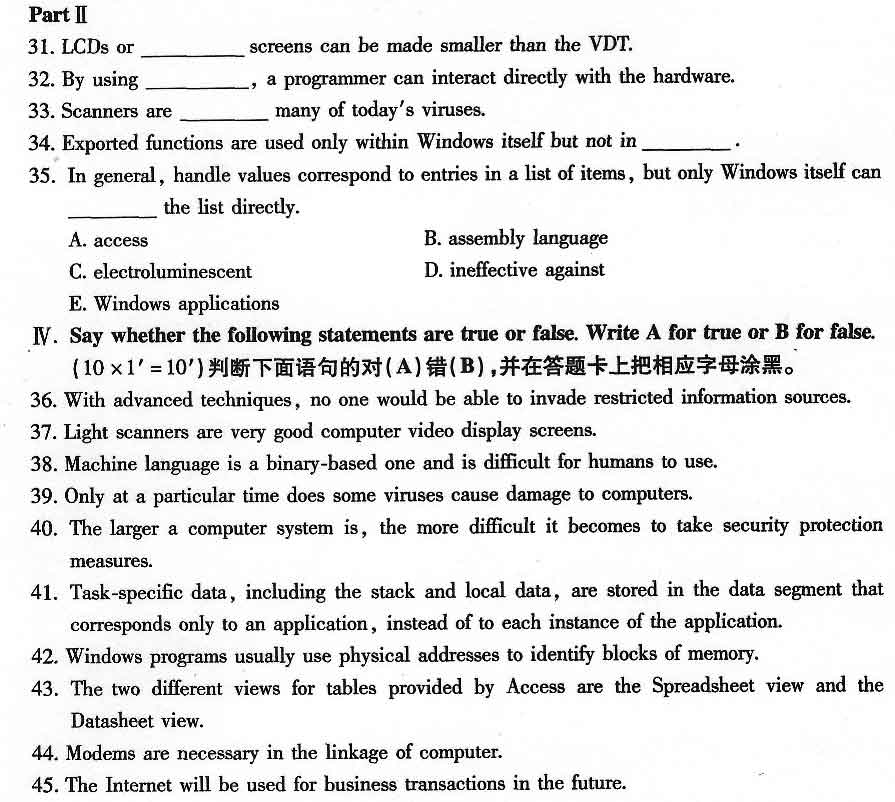 Part Ⅱ
31. LCDs or __________ screens can be made smaller than the VDT.
32. By using __________, a programmer can interact directly with the hardware.
33. Scanners are _________ many of today's viruses.
34. Exported functions are used only within Windows itself but not in _________.
35. In general, handle values correspond to entries in a list of items, but only Windows itself can
_________ the list directly.
A. access B. assembly language
C. electroluminescent D. ineffective against
E. Windows applications
Ⅳ. Say whether the following statements are true or false. Write A for true or B for false.
(10×1′=10′)判断下面语句的对(A)错(B),并在答题卡上把相应字母涂黑。
36. With advanced techniques, no one would be able to invade restricted information sources.
37. Light scanners are very good computer video display screens.
38. Machine language is a binary-based one and is difficult for humans to use.
39. Only at a particular time does some viruses cause damage to computers.
40. The larger a computer system is, the more difficult it becomes to take security protection
measures.
41. Task-specific data, including the stack and local data, are stored in the data segment that
corresponds only to an application, instead of to each instance of the application.
42. Windows programs usually use physical addresses to identify blocks of memory.
43. The two different views for tables provided by Access are the Spreadsheet view and the
Datasheet view.
44. Modems are necessary in the linkage of computer.
45. The Internet will be used for business transactions in the future.